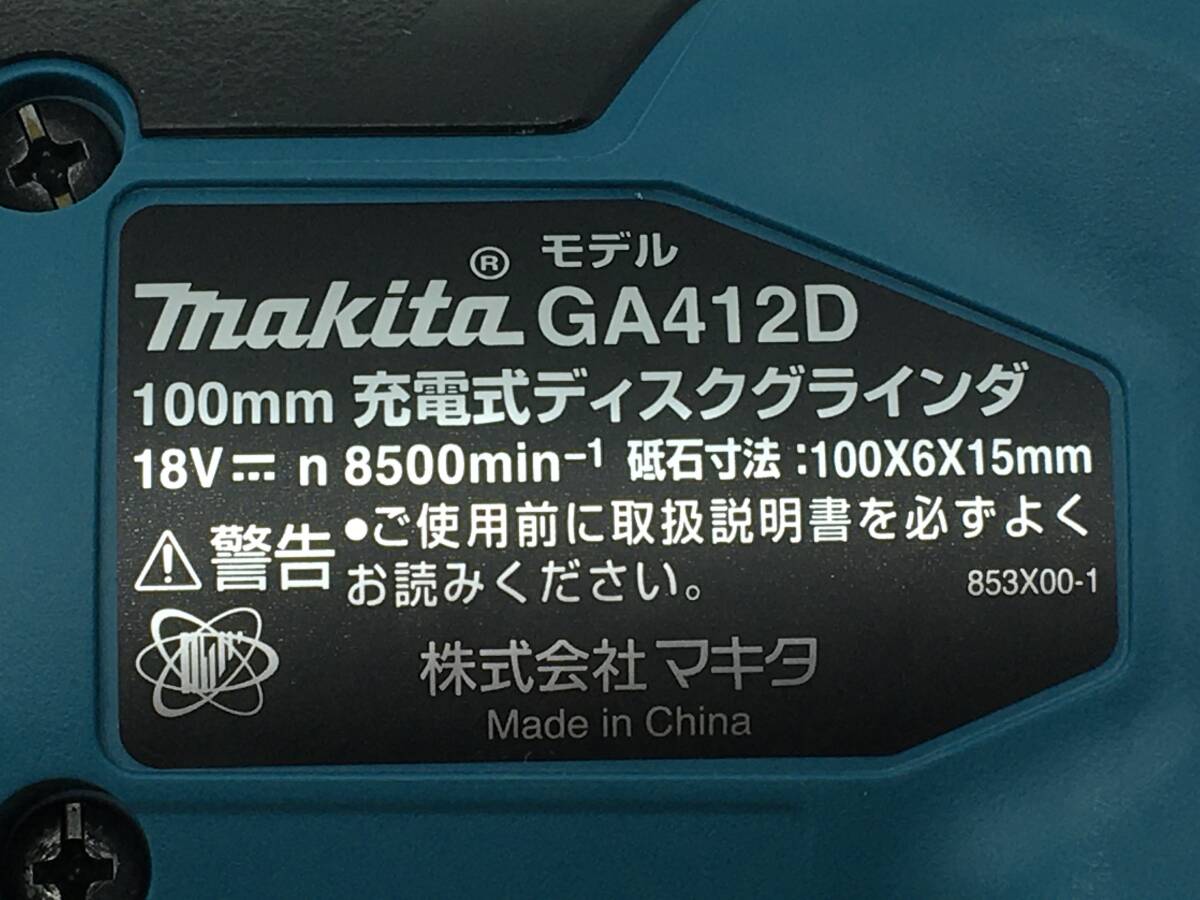 モデル
makita® GA412D
100mm 充電式ディスクグラインダ
18V⎓ n 8500min⁻¹ 砥石寸法:100X6X15mm
警告 ●ご使用前に取扱説明書を必ずよく
お読みください。
853X00-1
株式会社マキタ
Made in China